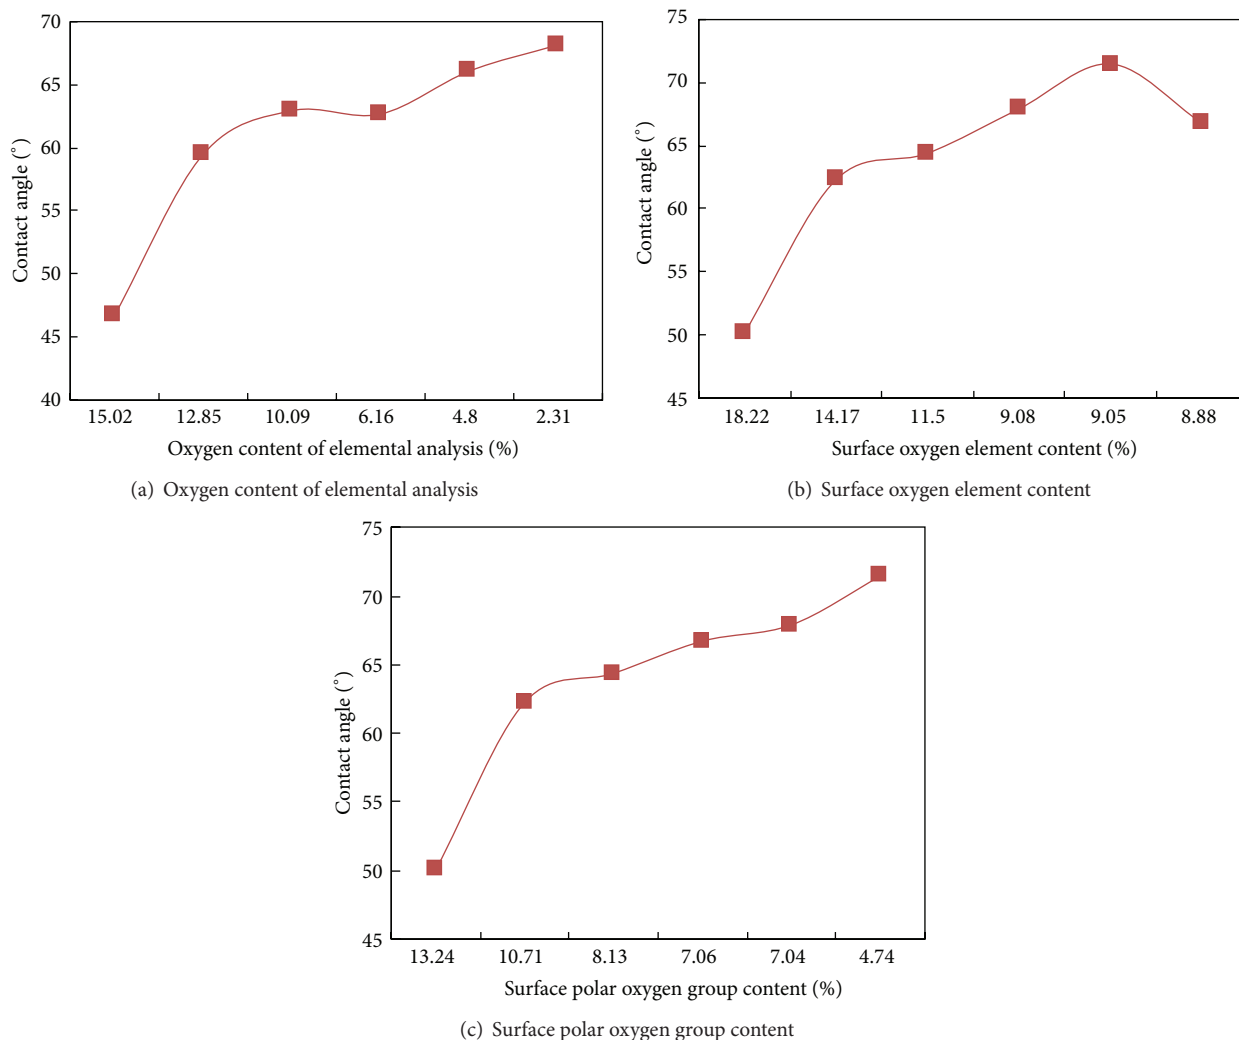 70
65
60
55
50
45
40
Contact angle (°)
15.02 12.85 10.09 6.16 4.8 2.31
Oxygen content of elemental analysis (%)
(a) Oxygen content of elemental analysis
75
70
65
60
55
50
45
Contact angle (°)
18.22 14.17 11.5 9.08 9.05 8.88
Surface oxygen element content (%)
(b) Surface oxygen element content
75
70
65
60
55
50
45
Contact angle (°)
13.24 10.71 8.13 7.06 7.04 4.74
Surface polar oxygen group content (%)
(c) Surface polar oxygen group content